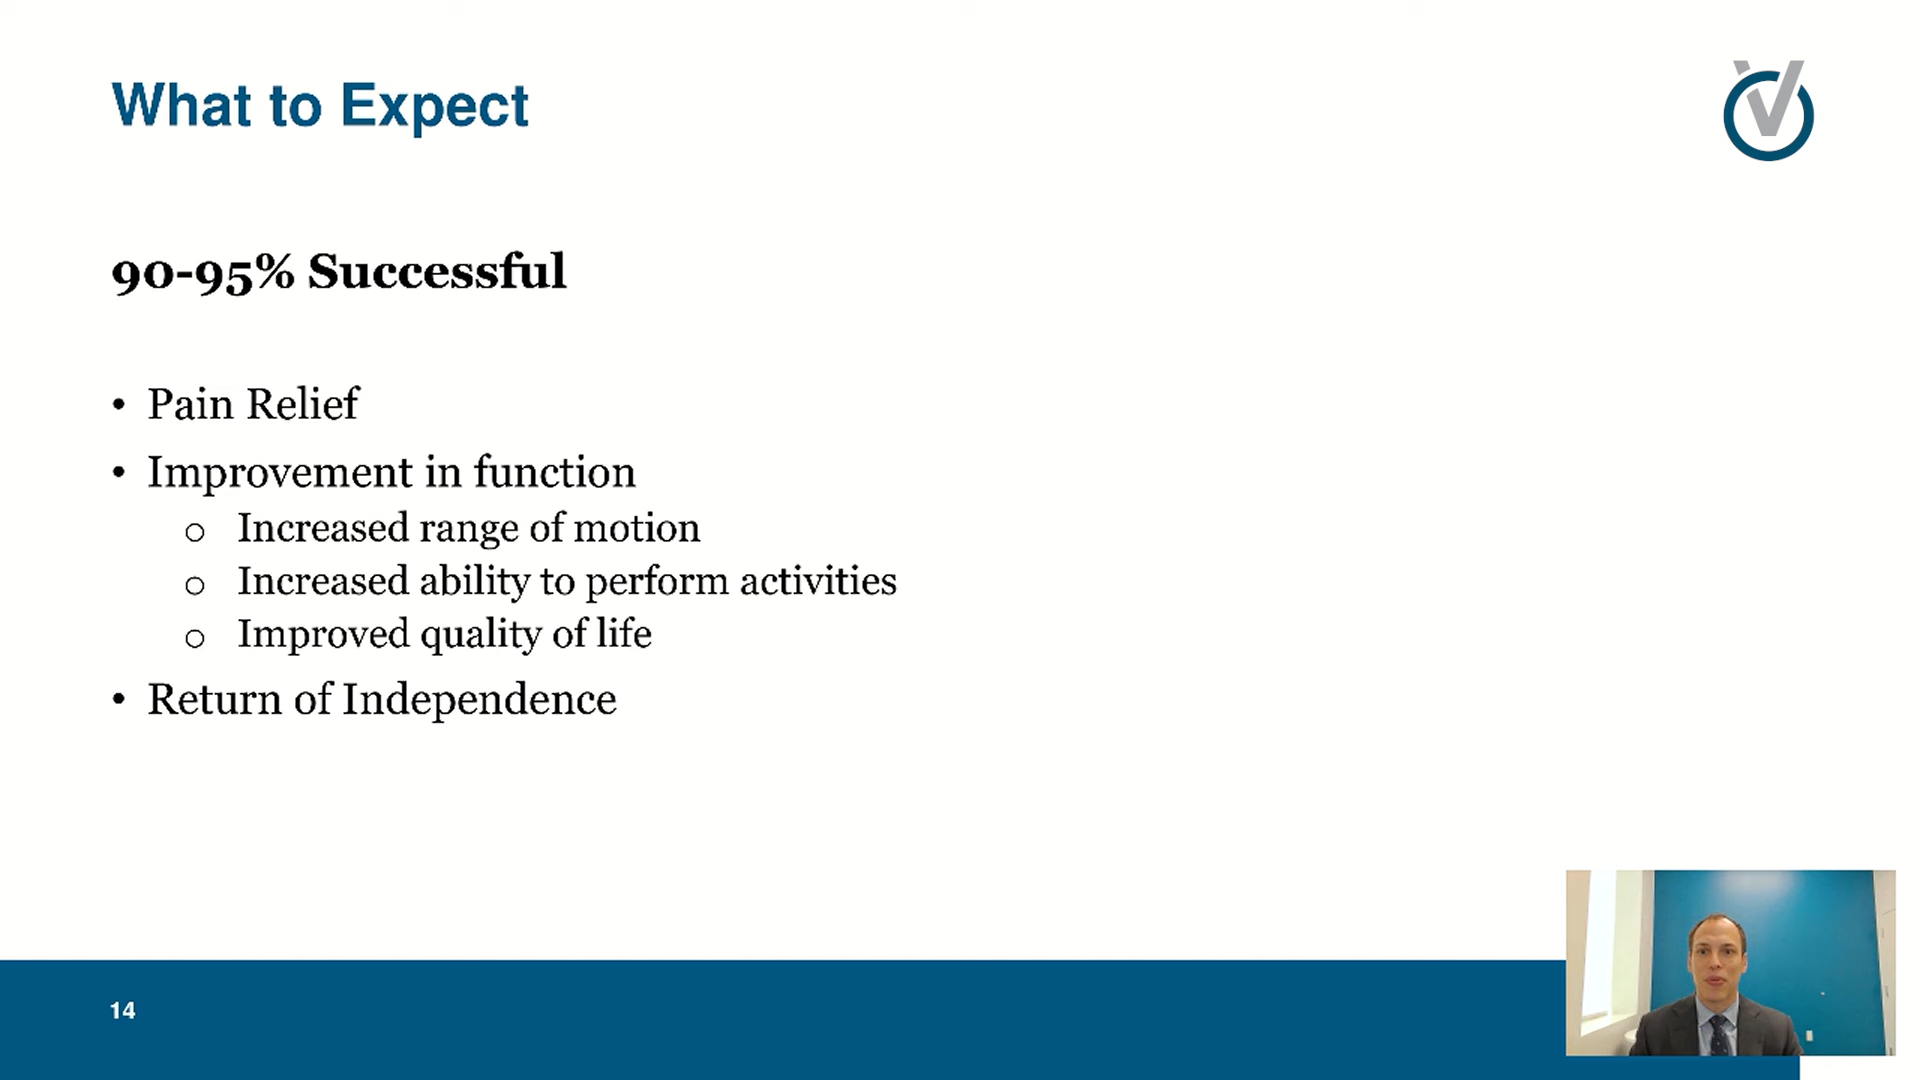 What to Expect
90-95% Successful
• Pain Relief
• Improvement in function
o Increased range of motion
o Increased ability to perform activities
o Improved quality of life
• Return of Independence
14